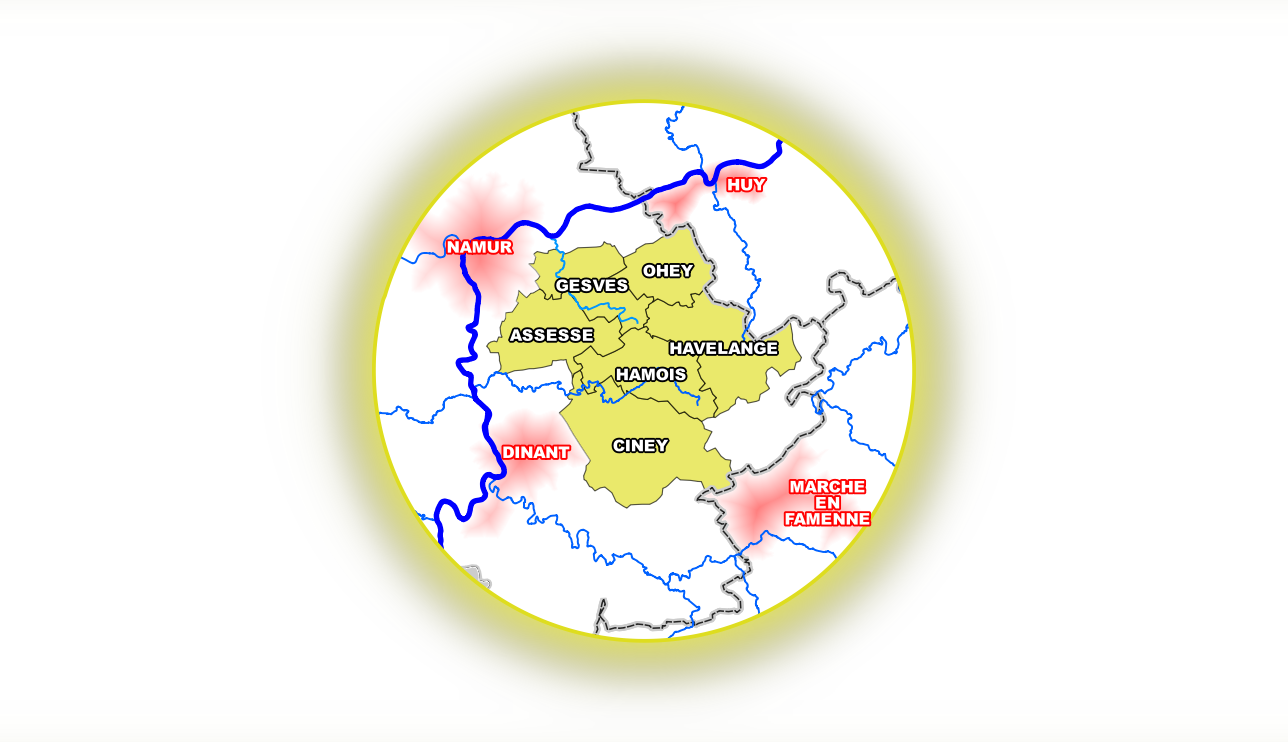 HUY
NAMUR
OHEY
GESVES
ASSESSE
HAVELANGE
HAMOIS
CINEY
DINANT
MARCHE
EN
FAMENNE